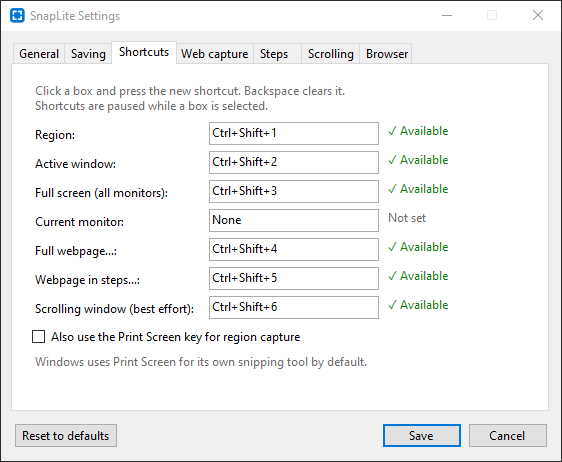 SnapLite Settings
General Saving Shortcuts Web capture Steps Scrolling Browser
Click a box and press the new shortcut. Backspace clears it.
Shortcuts are paused while a box is selected.
Region: Ctrl+Shift+1 ✓ Available
Active window: Ctrl+Shift+2 ✓ Available
Full screen (all monitors): Ctrl+Shift+3 ✓ Available
Current monitor: None Not set
Full webpage...: Ctrl+Shift+4 ✓ Available
Webpage in steps...: Ctrl+Shift+5 ✓ Available
Scrolling window (best effort): Ctrl+Shift+6 ✓ Available
Also use the Print Screen key for region capture
Windows uses Print Screen for its own snipping tool by default.
Reset to defaults Save Cancel